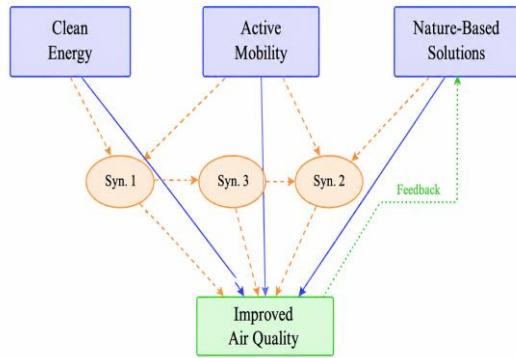 Clean
Energy
Active
Mobility
Nature-Based
Solutions
Syn. 1
Syn. 3
Syn. 2
Feedback
Improved
Air Quality